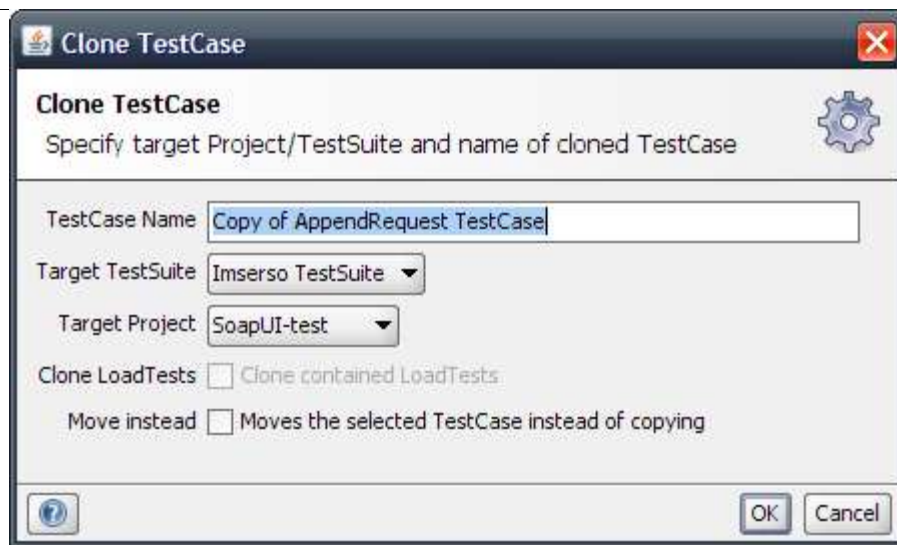 Clone TestCase
Clone TestCase
Specify target Project/TestSuite and name of cloned TestCase
TestCase Name Copy of AppendRequest TestCase
Target TestSuite Imserso TestSuite
Target Project SoapUI-test
Clone LoadTests Clone contained LoadTests
Move instead Moves the selected TestCase instead of copying
? OK Cancel